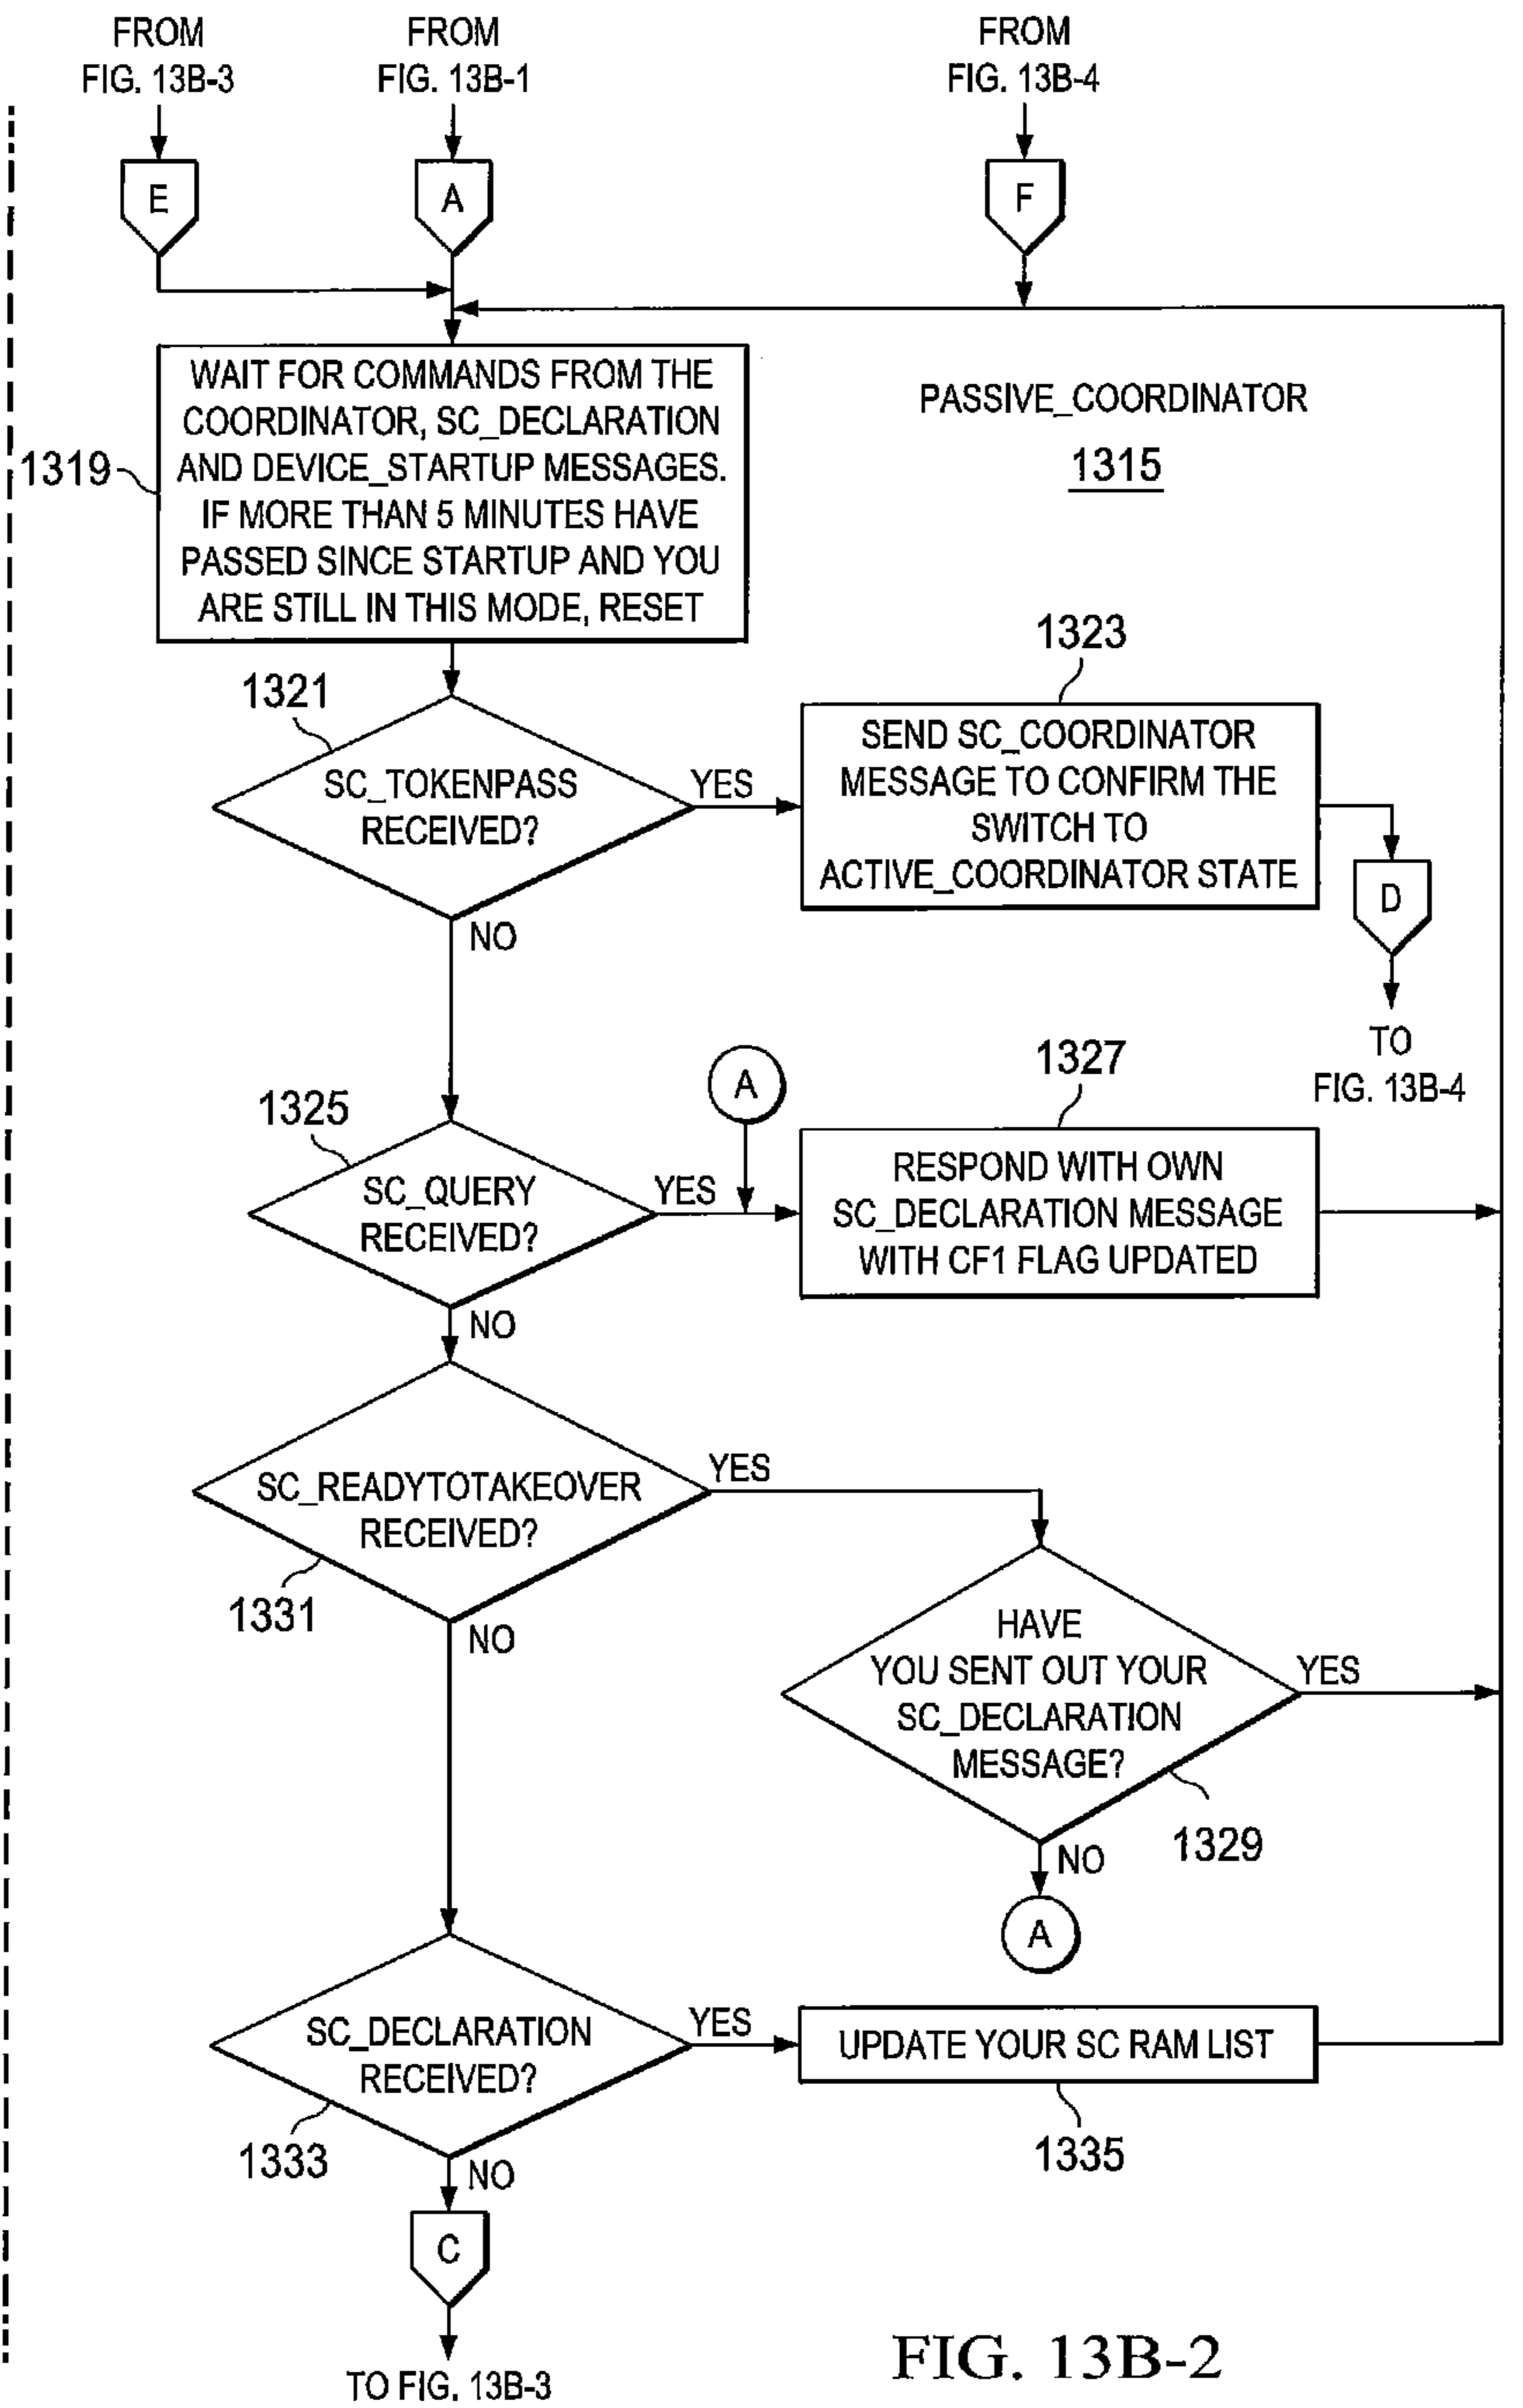 FROM
FIG. 13B-3
FROM
FIG. 13B-1
FROM
FIG. 13B-4
E
A
F
WAIT FOR COMMANDS FROM THE
COORDINATOR, SC_DECLARATION
AND DEVICE_STARTUP MESSAGES.
IF MORE THAN 5 MINUTES HAVE
PASSED SINCE STARTUP AND YOU
ARE STILL IN THIS MODE, RESET
1319
PASSIVE_COORDINATOR
1315
1321
SC_TOKENPASS
RECEIVED?
YES
NO
1323
SEND SC_COORDINATOR
MESSAGE TO CONFIRM THE
SWITCH TO
ACTIVE_COORDINATOR STATE
D
TO
FIG. 13B-4
1325
SC_QUERY
RECEIVED?
YES
NO
A
1327
RESPOND WITH OWN
SC_DECLARATION MESSAGE
WITH CF1 FLAG UPDATED
SC_READYTOTAKEOVER
RECEIVED?
YES
1331
NO
HAVE
YOU SENT OUT YOUR
SC_DECLARATION
MESSAGE?
YES
1329
NO
A
SC_DECLARATION
RECEIVED?
YES
1333
NO
UPDATE YOUR SC RAM LIST
1335
C
TO FIG. 13B-3
FIG. 13B-2